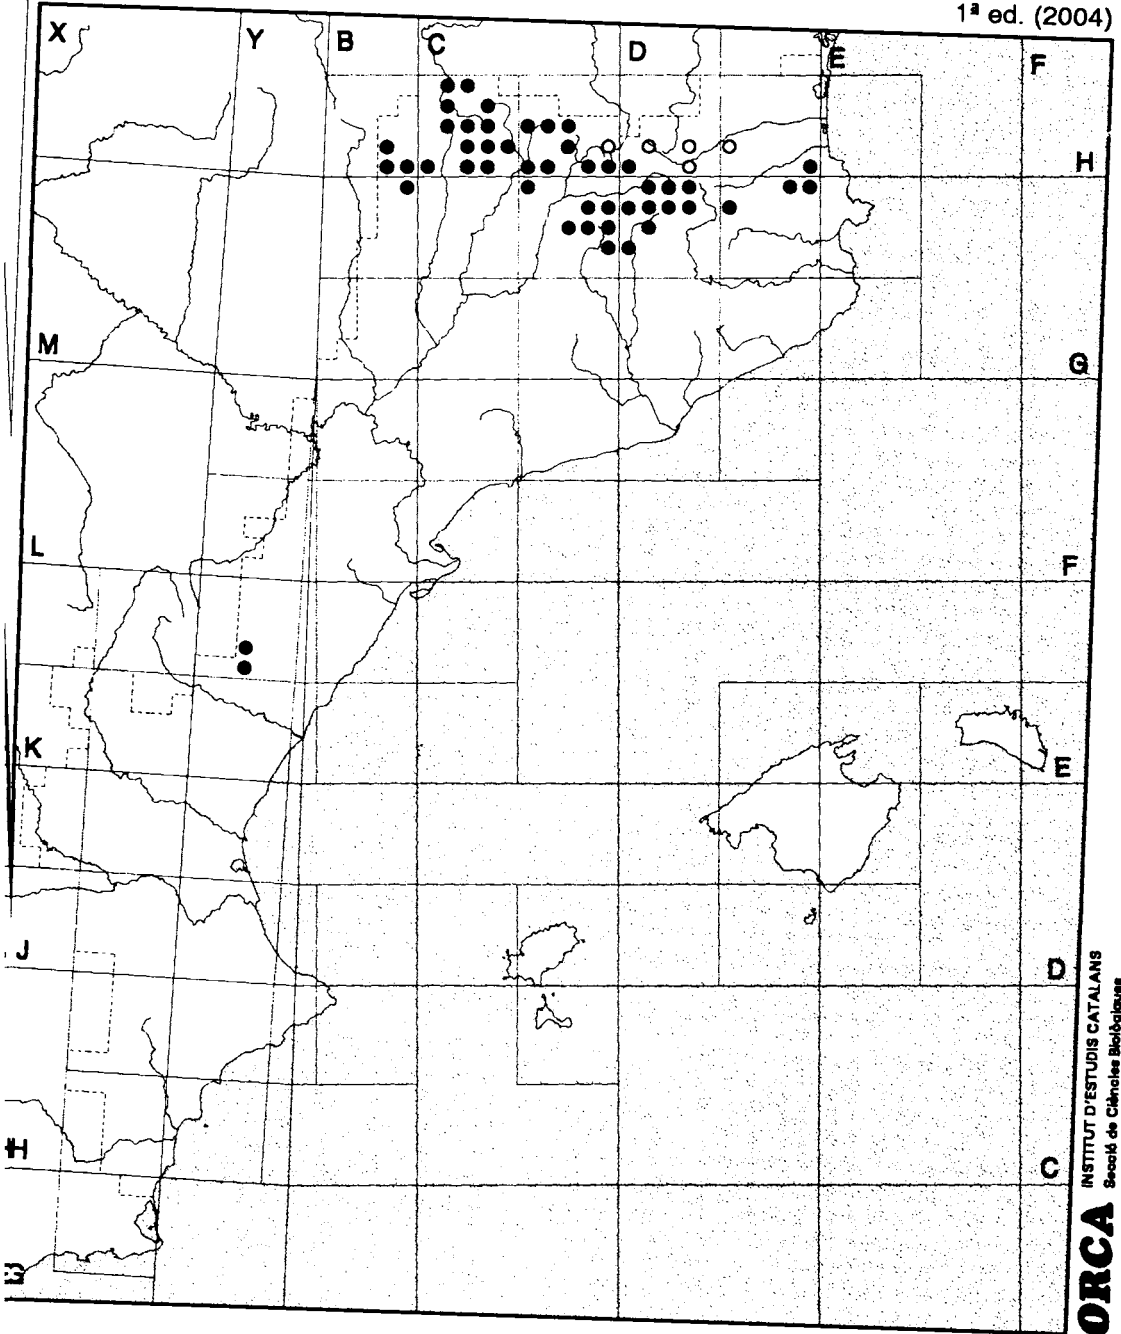 1ª ed. (2004)
X Y B C D E F
H
M G
L F
K E
J D
H C
G
ORCA INSTITUT D'ESTUDIS CATALANS
Secció de Ciències Biològiques